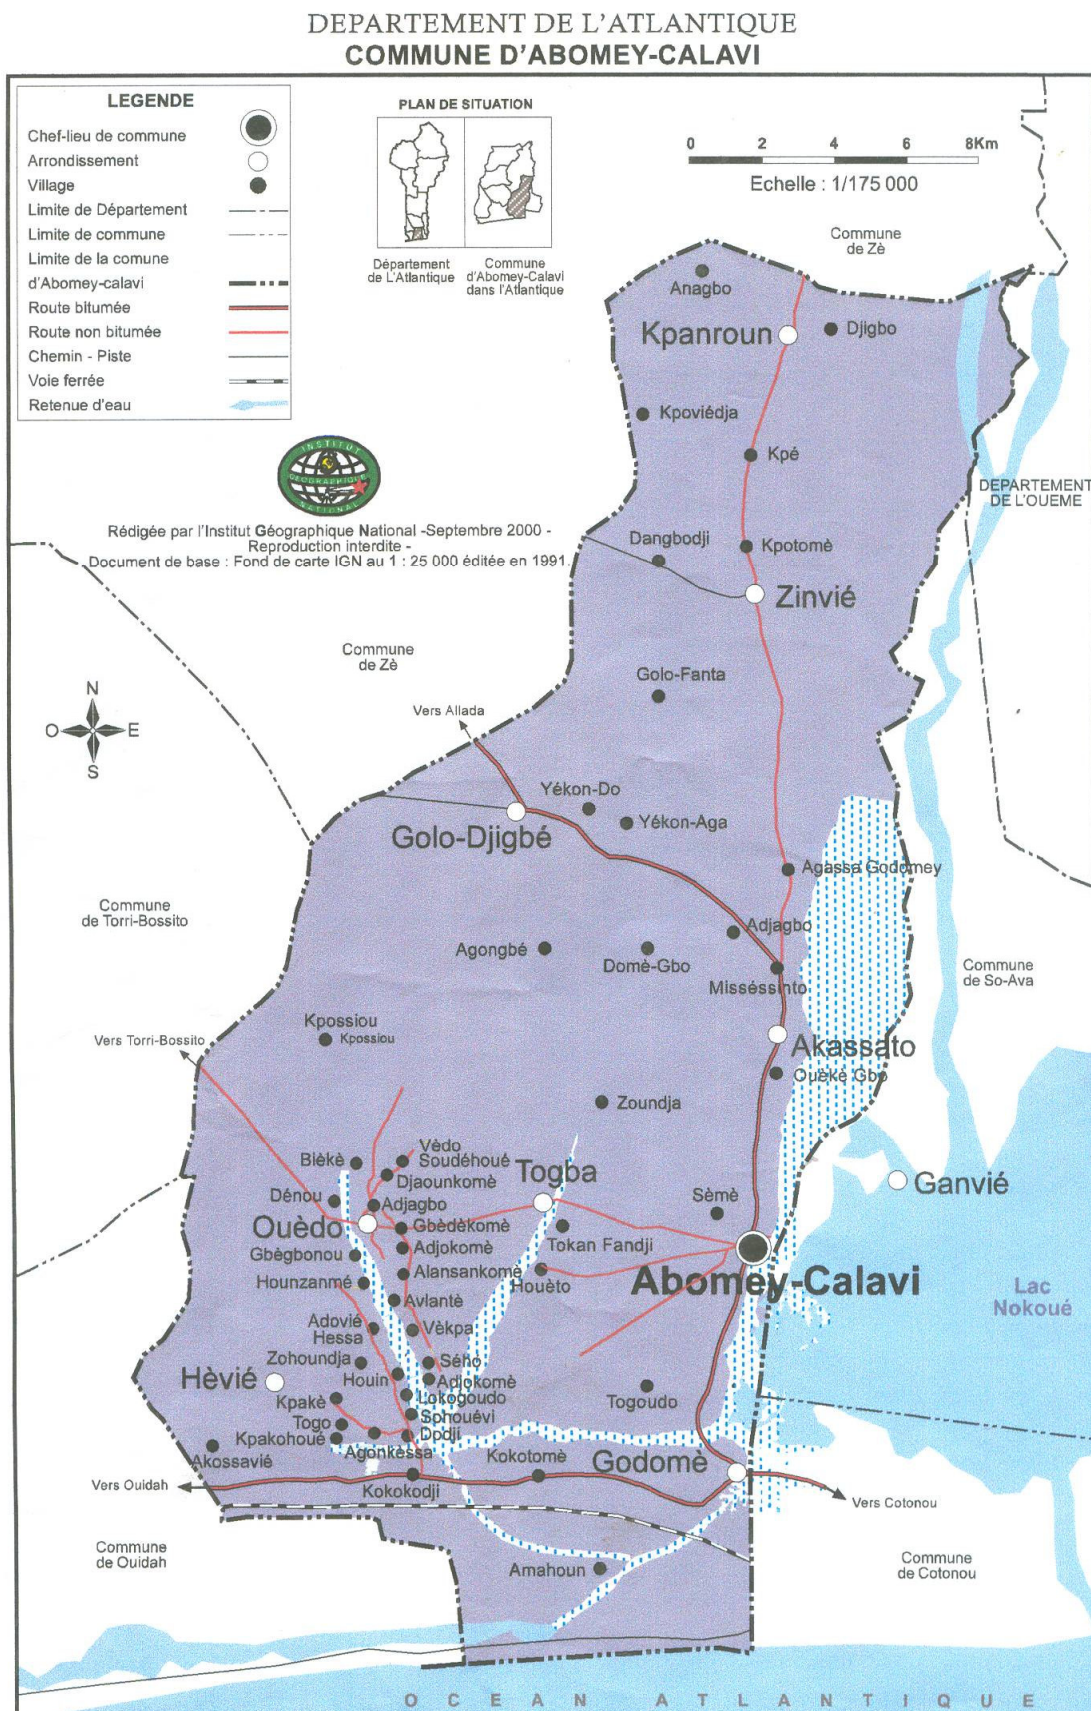 DEPARTEMENT DE L'ATLANTIQUE
COMMUNE D'ABOMEY-CALAVI
LEGENDE
Chef-lieu de commune
Arrondissement
Village
Limite de Département
Limite de commune
Limite de la comune
d'Abomey-calavi
Route bitumée
Route non bitumée
Chemin - Piste
Voie ferrée
Retenue d'eau
PLAN DE SITUATION
Département
de L'Atlantique
Commune
d'Abomey-Calavi
dans l'Atlantique
0 2 4 6 8Km
Echelle : 1/175 000
INSTITUT
GEOGRAPHIQUE
NATIONAL
Rédigée par l'Institut Géographique National -Septembre 2000 -
Reproduction interdite -
Document de base : Fond de carte IGN au 1 : 25 000 éditée en 1991.
Commune
de Zè
Anagbo
Kpanroun
Djigbo
Kpoviédja
Kpé
DEPARTEMENT
DE L'OUEME
Dangbodji
Kpotomè
Zinvié
Commune
de Zè
Golo-Fanta
N
O E
S
Vers Allada
Yékon-Do
Yékon-Aga
Golo-Djigbé
Agassa Godomey
Commune
de Torri-Bossito
Adjagbo
Agongbé
Domè-Gbo
Misséssinto
Commune
de So-Ava
Kpossiou
Kpossiou
Vers Torri-Bossito
Akassato
Ouèkè Gbo
Zoundja
Vèdo
Bièkè
Soudéhoué
Djaounkomè
Togba
Ganvié
Dénou
Adjagbo
Sèmè
Ouèdo
Gbèdèkomè
Gbègbonou
Adjokomè
Tokan Fandji
Hounzanmé
Alansankomè
Houèto
Abomey-Calavi
Lac
Nokoué
Avlantè
Adovié
Hessa
Vèkpa
Zohoundja
Sého
Hèvié
Houin
Adjokomè
Kpakè
Lokogoudo
Togoudo
Togo
Sphouévi
Kpakohoué
Dodji
Akossavié
Agonkèssa
Kokotomè
Godomè
Vers Ouidah
Kokokodji
Vers Cotonou
Commune
de Ouidah
Amahoun
Commune
de Cotonou
OCEAN ATLANTIQUE